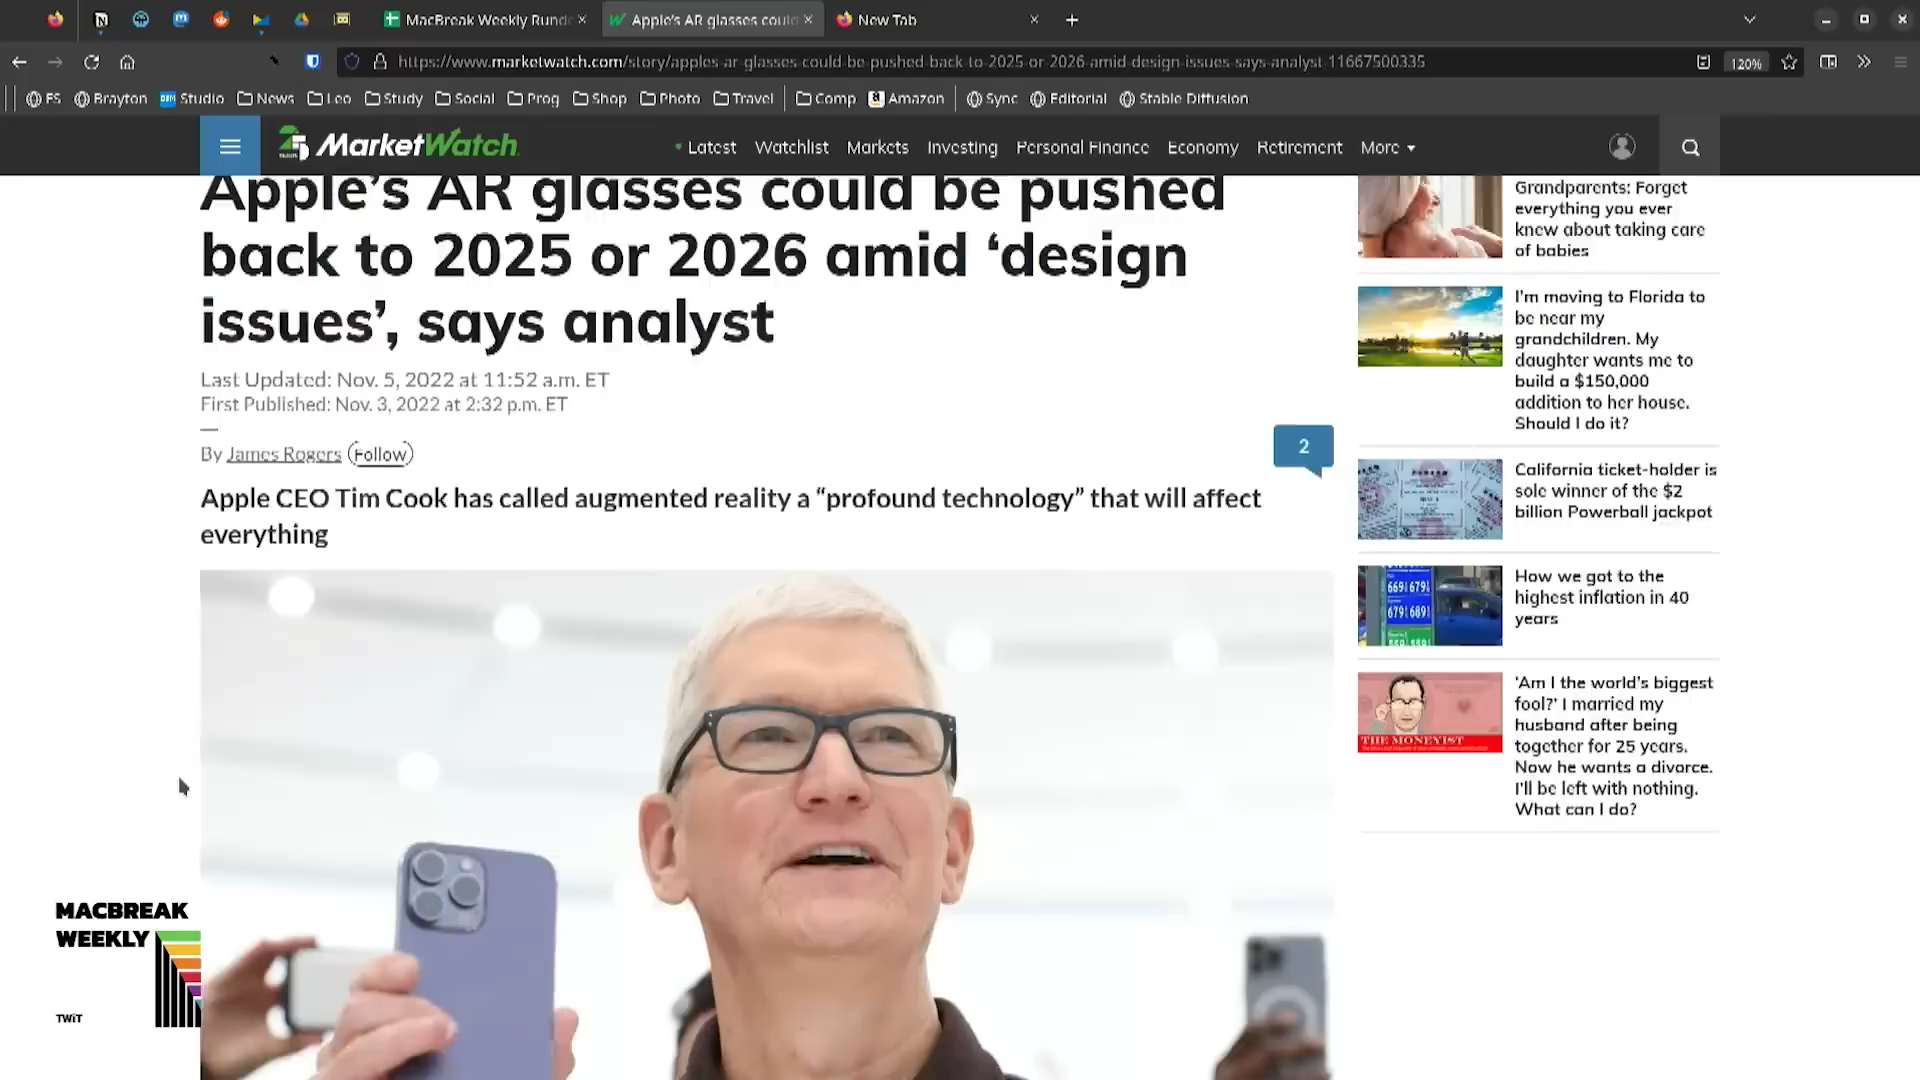 MacBreak Weekly Rund
Apple's AR glasses could
New Tab
https://www.marketwatch.com/story/apples-ar-glasses-could-be-pushed-back-to-2025-or-2026-amid-design-issues-says-analyst-11667500335
120%
FS
Brayton
Studio
News
Leo
Study
Social
Prog
Shop
Photo
Travel
Comp
Amazon
Sync
Editorial
Stable Diffusion
MarketWatch
Latest
Watchlist
Markets
Investing
Personal Finance
Economy
Retirement
More
Apple's AR glasses could be pushed
back to 2025 or 2026 amid ‘design
issues’, says analyst
Last Updated: Nov. 5, 2022 at 11:52 a.m. ET
First Published: Nov. 3, 2022 at 2:32 p.m. ET
By James Rogers
Follow
2
Apple CEO Tim Cook has called augmented reality a “profound technology” that will affect
everything
Grandparents: Forget
everything you ever
knew about taking care
of babies
I'm moving to Florida to
be near my
grandchildren. My
daughter wants me to
build a $150,000
addition to her house.
Should I do it?
California ticket-holder is
sole winner of the $2
billion Powerball jackpot
How we got to the
highest inflation in 40
years
THE MONEYIST
‘Am I the world's biggest
fool?’ I married my
husband after being
together for 25 years.
Now he wants a divorce.
I'll be left with nothing.
What can I do?
MACBREAK
WEEKLY
TWiT